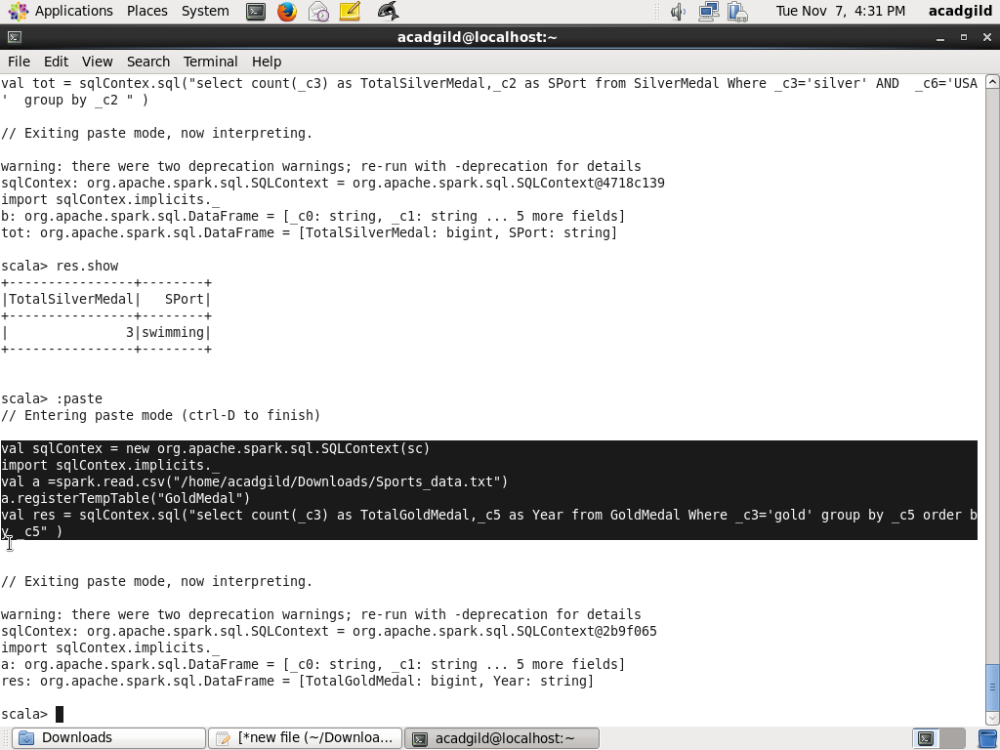 Applications Places System Tue Nov 7, 4:31 PM acadgild
acadgild@localhost:~
File Edit View Search Terminal Help
val tot = sqlContex.sql("select count(_c3) as TotalSilverMedal,_c2 as SPort from SilverMedal Where _c3='silver' AND  _c6='USA
'  group by _c2 " )
// Exiting paste mode, now interpreting.
warning: there were two deprecation warnings; re-run with -deprecation for details
sqlContex: org.apache.spark.sql.SQLContext = org.apache.spark.sql.SQLContext@4718c139
import sqlContex.implicits._
b: org.apache.spark.sql.DataFrame = [_c0: string, _c1: string ... 5 more fields]
tot: org.apache.spark.sql.DataFrame = [TotalSilverMedal: bigint, SPort: string]
scala> res.show
+----------------+--------+
|TotalSilverMedal|   SPort|
+----------------+--------+
|               3|swimming|
+----------------+--------+
scala> :paste
// Entering paste mode (ctrl-D to finish)
val sqlContex = new org.apache.spark.sql.SQLContext(sc)
import sqlContex.implicits._
val a =spark.read.csv("/home/acadgild/Downloads/Sports_data.txt")
a.registerTempTable("GoldMedal")
val res = sqlContex.sql("select count(_c3) as TotalGoldMedal,_c5 as Year from GoldMedal Where _c3='gold' group by _c5 order b
y _c5" )
// Exiting paste mode, now interpreting.
warning: there were two deprecation warnings; re-run with -deprecation for details
sqlContex: org.apache.spark.sql.SQLContext = org.apache.spark.sql.SQLContext@2b9f065
import sqlContex.implicits._
a: org.apache.spark.sql.DataFrame = [_c0: string, _c1: string ... 5 more fields]
res: org.apache.spark.sql.DataFrame = [TotalGoldMedal: bigint, Year: string]
scala>
Downloads [*new file (~/Downloa... acadgild@localhost:~